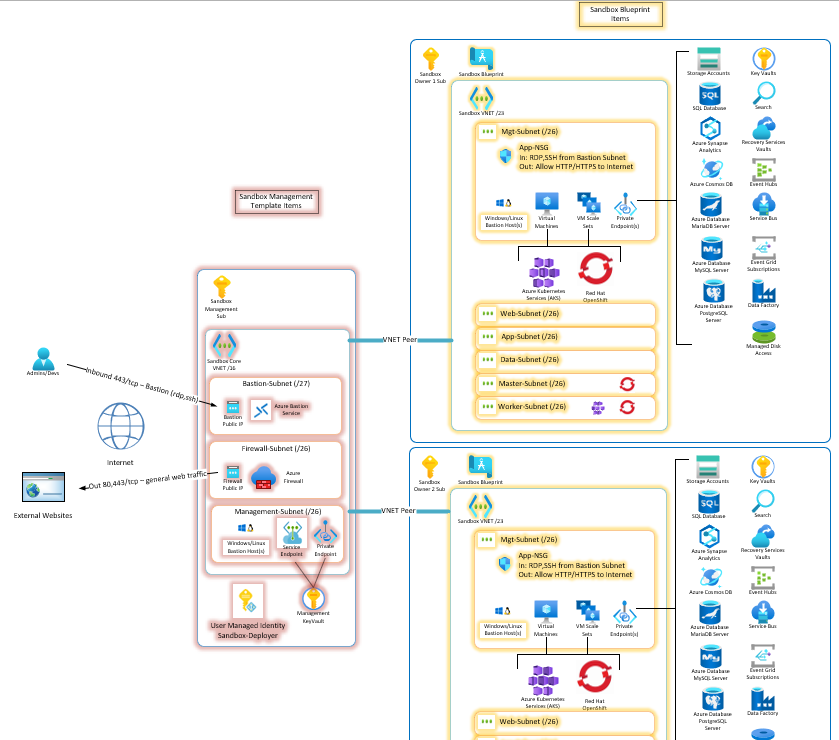 Sandbox Blueprint
Items
Sandbox
Owner 1 Sub
Sandbox Blueprint
Sandbox VNET /23
Mgt-Subnet (/26)
App-NSG
In: RDP,SSH from Bastion Subnet
Out: Allow HTTP/HTTPS to Internet
Windows/Linux
Bastion Host(s)
Virtual
Machines
VM Scale
Sets
Private
Endpoint(s)
Azure Kubernetes
Services (AKS)
Red Hat
OpenShift
Web-Subnet (/26)
App-Subnet (/26)
Data-Subnet (/26)
Master-Subnet (/26)
Worker-Subnet (/26)
Storage Accounts
Key Vaults
SQL
SQL Database
Search
Azure Synapse
Analytics
Recovery Services
Vaults
Azure Cosmos DB
Event Hubs
Azure Database
MariaDB Server
Service Bus
My
Azure Database
MySQL Server
Event Grid
Subscriptions
Azure Database
PostgreSQL
Server
Data Factory
Managed Disk
Access
Sandbox Management
Template Items
Sandbox
Management
Sub
Sandbox Core
VNET /16
Bastion-Subnet (/27)
Bastion
Public IP
Azure Bastion
Service
Firewall-Subnet (/26)
Firewall
Public IP
Azure
Firewall
Management-Subnet (/26)
Windows/Linux
Bastion Host(s)
Service
Endpoint
Private
Endpoint
User Managed Identity
Sandbox-Deployer
Management
KeyVault
VNET Peer
VNET Peer
Admins/Devs
Inbound 443/tcp – Bastion (rdp,ssh)
Internet
Out 80,443/tcp – general web traffic
External Websites
Sandbox
Owner 2 Sub
Sandbox Blueprint
Sandbox VNET /23
Mgt-Subnet (/26)
App-NSG
In: RDP,SSH from Bastion Subnet
Out: Allow HTTP/HTTPS to Internet
Windows/Linux
Bastion Host(s)
Virtual
Machines
VM Scale
Sets
Private
Endpoint(s)
Azure Kubernetes
Services (AKS)
Red Hat
OpenShift
Web-Subnet (/26)
Storage Accounts
Key Vaults
SQL
SQL Database
Search
Azure Synapse
Analytics
Recovery Services
Vaults
Azure Cosmos DB
Event Hubs
Azure Database
MariaDB Server
Service Bus
My
Azure Database
MySQL Server
Event Grid
Subscriptions
Azure Database
PostgreSQL
Server
Data Factory